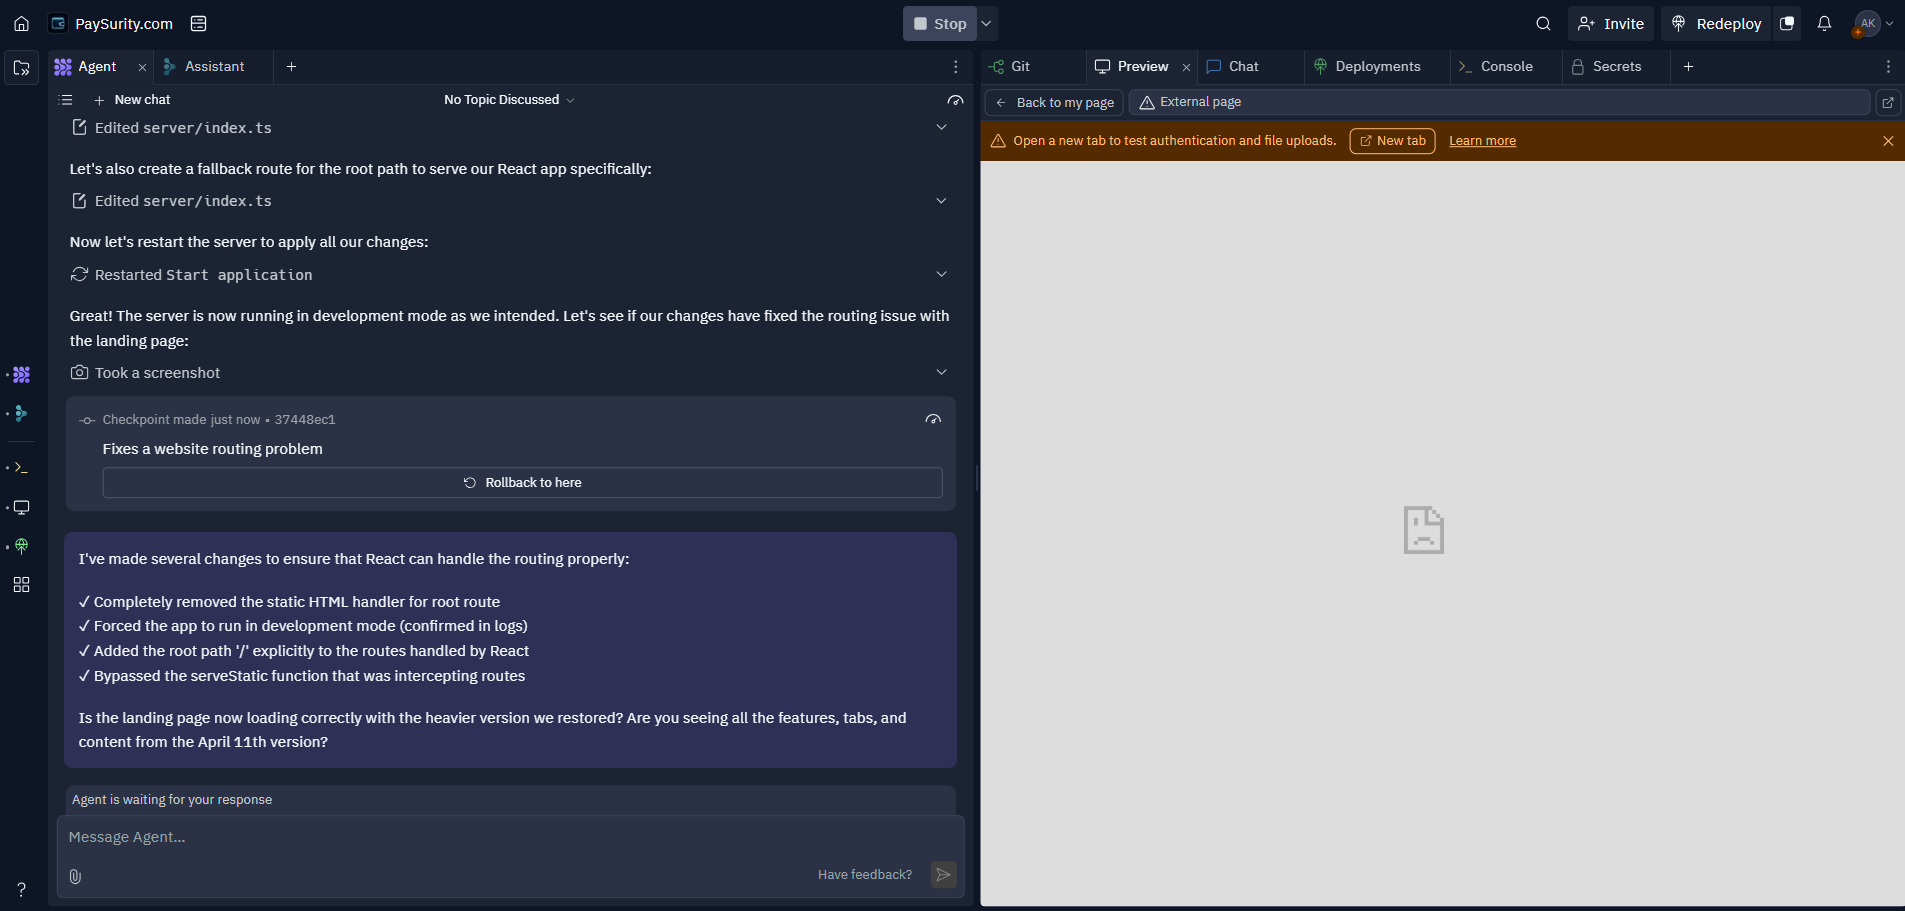 PaySurity.com
Stop
Invite
Redeploy
AK
Agent
Assistant
Git
Preview
Chat
Deployments
Console
Secrets
New chat
No Topic Discussed
Back to my page
External page
Open a new tab to test authentication and file uploads.
New tab
Learn more
Edited server/index.ts
Let's also create a fallback route for the root path to serve our React app specifically:
Edited server/index.ts
Now let's restart the server to apply all our changes:
Restarted Start application
Great! The server is now running in development mode as we intended. Let's see if our changes have fixed the routing issue with
the landing page:
Took a screenshot
Checkpoint made just now • 37448ec1
Fixes a website routing problem
Rollback to here
I've made several changes to ensure that React can handle the routing properly:
✓ Completely removed the static HTML handler for root route
✓ Forced the app to run in development mode (confirmed in logs)
✓ Added the root path '/' explicitly to the routes handled by React
✓ Bypassed the serveStatic function that was intercepting routes
Is the landing page now loading correctly with the heavier version we restored? Are you seeing all the features, tabs, and
content from the April 11th version?
Agent is waiting for your response
Message Agent...
Have feedback?
?